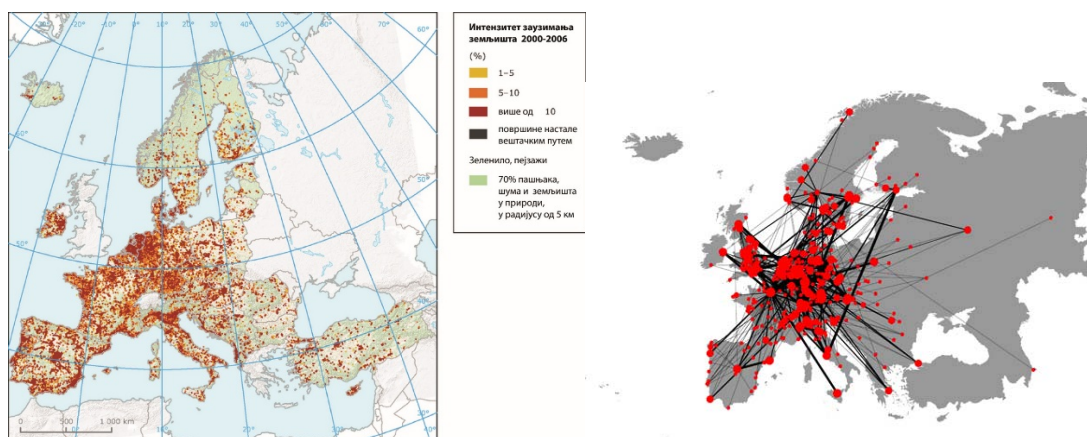 0° 10° 20° 30° 40° 50° 60° 70°
60°
50°
0 500 1 000 km
0° 10° 20° 30° 40°
Интензитет заузимања
земљишта 2000-2006
(%)
1–5
5–10
више од 10
површине настале
вештачким путем
Зеленило, пејзажи
70% пашњака,
шума и земљишта
у природи,
у радијусу од 5 км